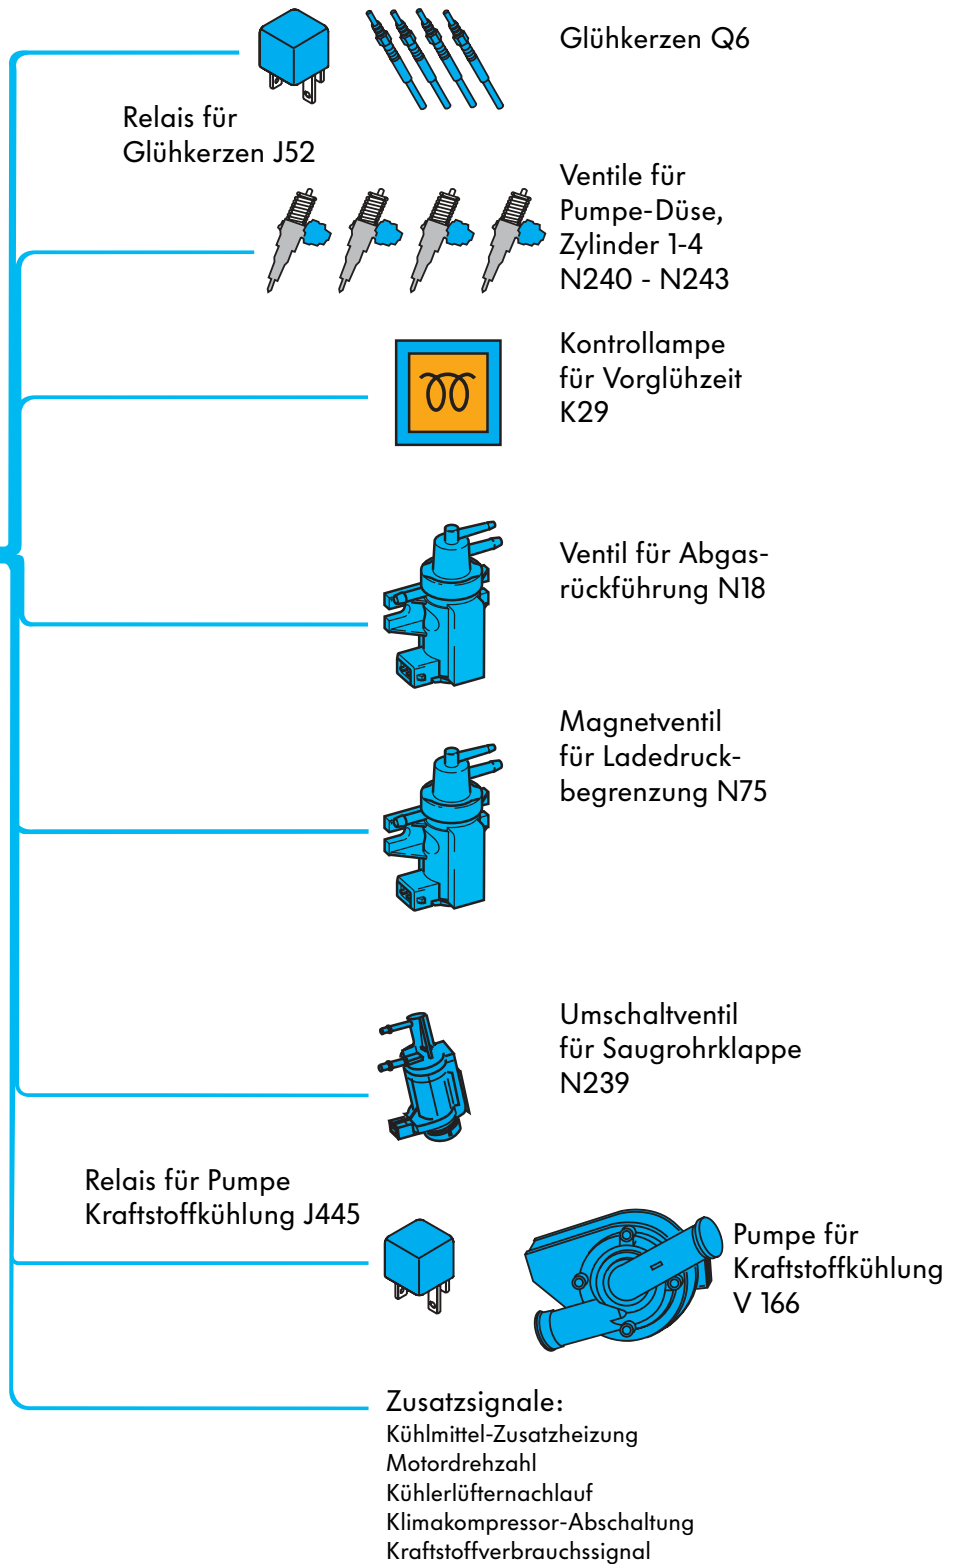 Glühkerzen Q6
Relais für
Glühkerzen J52
Ventile für
Pumpe-Düse,
Zylinder 1-4
N240 - N243
Kontrollampe
für Vorglühzeit
K29
Ventil für Abgas-
rückführung N18
Magnetventil
für Ladedruck-
begrenzung N75
Umschaltventil
für Saugrohrklappe
N239
Relais für Pumpe
Kraftstoffkühlung J445
Pumpe für
Kraftstoffkühlung
V 166
Zusatzsignale:
Kühlmittel-Zusatzheizung
Motordrehzahl
Kühlerlüfternachlauf
Klimakompressor-Abschaltung
Kraftstoffverbrauchssignal